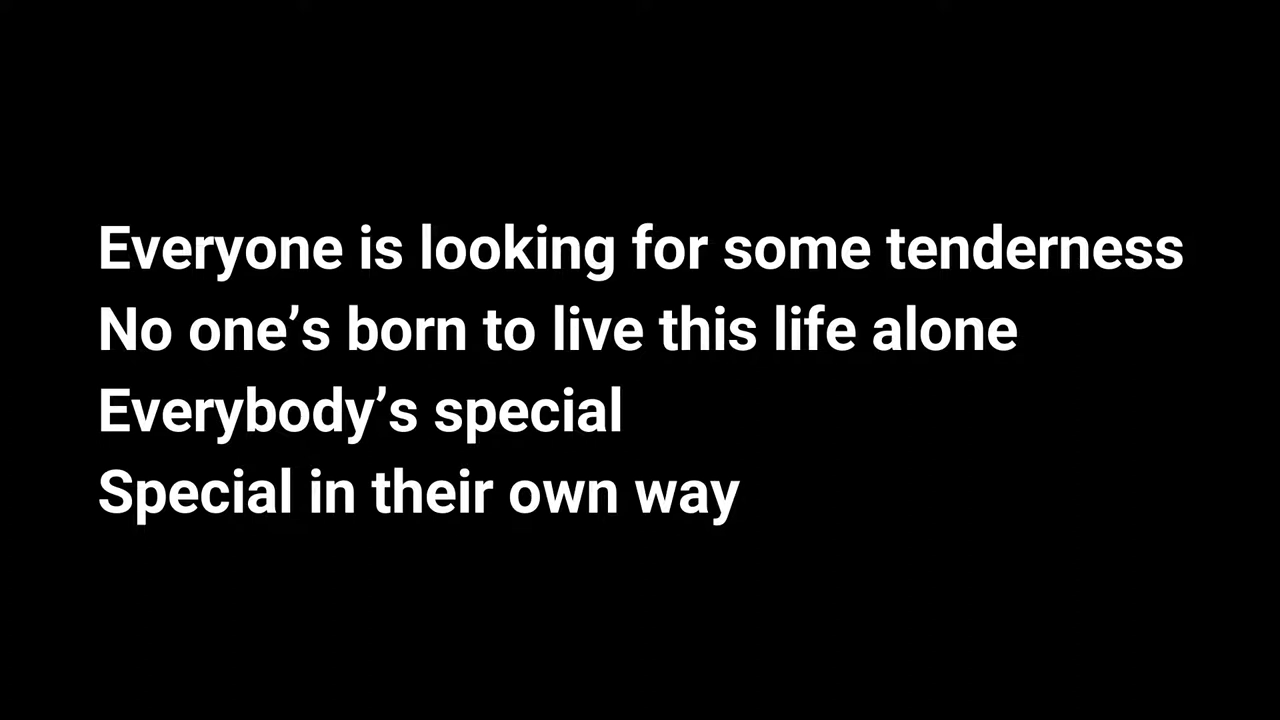 Everyone is looking for some tenderness
No one’s born to live this life alone
Everybody’s special
Special in their own way